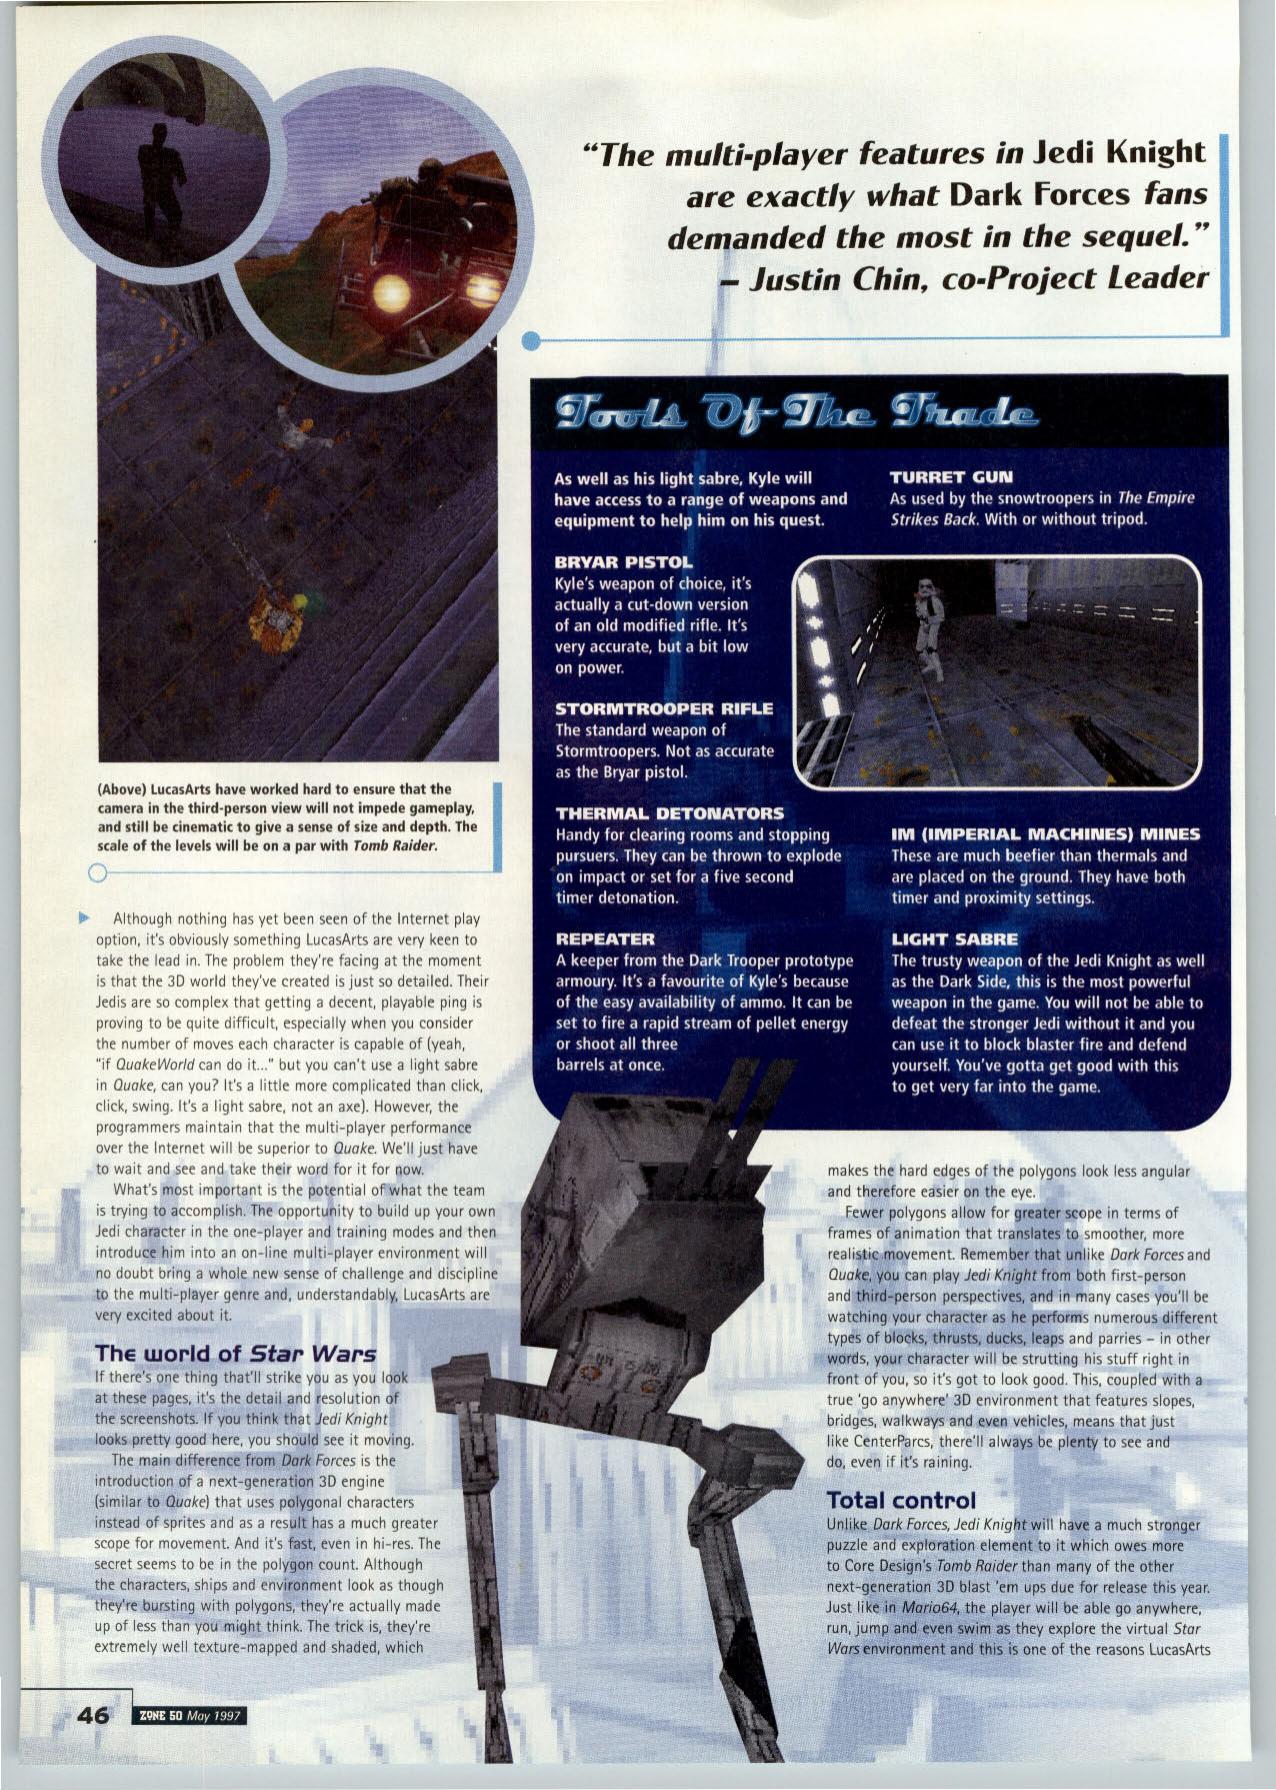 “The multi-player features in Jedi Knight
are exactly what Dark Forces fans
demanded the most in the sequel.”
– Justin Chin, co-Project Leader
(Above) LucasArts have worked hard to ensure that the
camera in the third-person view will not impede gameplay,
and still be cinematic to give a sense of size and depth. The
scale of the levels will be on a par with Tomb Raider.
Although nothing has yet been seen of the Internet play
option, it's obviously something LucasArts are very keen to
take the lead in. The problem they're facing at the moment
is that the 3D world they've created is just so detailed. Their
Jedis are so complex that getting a decent, playable ping is
proving to be quite difficult, especially when you consider
the number of moves each character is capable of (yeah,
"if QuakeWorld can do it..." but you can't use a light sabre
in Quake, can you? It's a little more complicated than click,
click, swing. It's a light sabre, not an axe). However, the
programmers maintain that the multi-player performance
over the Internet will be superior to Quake. We'll just have
to wait and see and take their word for it for now.
What's most important is the potential of what the team
is trying to accomplish. The opportunity to build up your own
Jedi character in the one-player and training modes and then
introduce him into an on-line multi-player environment will
no doubt bring a whole new sense of challenge and discipline
to the multi-player genre and, understandably, LucasArts are
very excited about it.
The world of Star Wars
If there's one thing that'll strike you as you look
at these pages, it's the detail and resolution of
the screenshots. If you think that Jedi Knight
looks pretty good here, you should see it moving.
The main difference from Dark Forces is the
introduction of a next-generation 3D engine
(similar to Quake) that uses polygonal characters
instead of sprites and as a result has a much greater
scope for movement. And it's fast, even in hi-res. The
secret seems to be in the polygon count. Although
the characters, ships and environment look as though
they're bursting with polygons, they're actually made
up of less than you might think. The trick is, they're
extremely well texture-mapped and shaded, which
Tools Of The Trade
As well as his light sabre, Kyle will
have access to a range of weapons and
equipment to help him on his quest.
BRYAR PISTOL
Kyle's weapon of choice, it's
actually a cut-down version
of an old modified rifle. It's
very accurate, but a bit low
on power.
STORMTROOPER RIFLE
The standard weapon of
Stormtroopers. Not as accurate
as the Bryar pistol.
THERMAL DETONATORS
Handy for clearing rooms and stopping
pursuers. They can be thrown to explode
on impact or set for a five second
timer detonation.
REPEATER
A keeper from the Dark Trooper prototype
armoury. It's a favourite of Kyle's because
of the easy availability of ammo. It can be
set to fire a rapid stream of pellet energy
or shoot all three
barrels at once.
TURRET GUN
As used by the snowtroopers in The Empire
Strikes Back. With or without tripod.
IM (IMPERIAL MACHINES) MINES
These are much beefier than thermals and
are placed on the ground. They have both
timer and proximity settings.
LIGHT SABRE
The trusty weapon of the Jedi Knight as well
as the Dark Side, this is the most powerful
weapon in the game. You will not be able to
defeat the stronger Jedi without it and you
can use it to block blaster fire and defend
yourself. You've gotta get good with this
to get very far into the game.
makes the hard edges of the polygons look less angular
and therefore easier on the eye.
Fewer polygons allow for greater scope in terms of
frames of animation that translates to smoother, more
realistic movement. Remember that unlike Dark Forces and
Quake, you can play Jedi Knight from both first-person
and third-person perspectives, and in many cases you'll be
watching your character as he performs numerous different
types of blocks, thrusts, ducks, leaps and parries – in other
words, your character will be strutting his stuff right in
front of you, so it's got to look good. This, coupled with a
true 'go anywhere' 3D environment that features slopes,
bridges, walkways and even vehicles, means that just
like CenterParcs, there'll always be plenty to see and
do, even if it's raining.
Total control
Unlike Dark Forces, Jedi Knight will have a much stronger
puzzle and exploration element to it which owes more
to Core Design's Tomb Raider than many of the other
next-generation 3D blast 'em ups due for release this year.
Just like in Mario64, the player will be able go anywhere,
run, jump and even swim as they explore the virtual Star
Wars environment and this is one of the reasons LucasArts
46 ZONE 50 May 1997